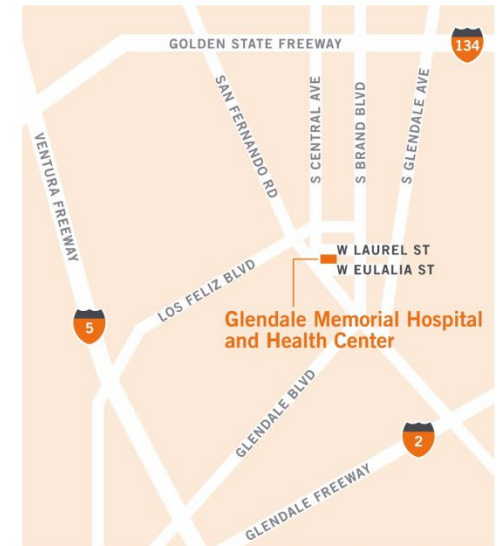 GOLDEN STATE FREEWAY
134
SAN FERNANDO RD
S CENTRAL AVE
S BRAND BLVD
S GLENDALE AVE
VENTURA FREEWAY
W LAUREL ST
W EULALIA ST
LOS FELIZ BLVD
5
Glendale Memorial Hospital
and Health Center
GLENDALE BLVD
2
GLENDALE FREEWAY